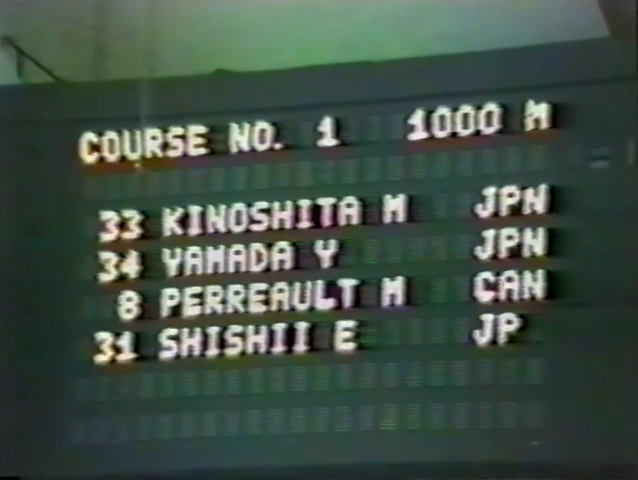 COURSE NO. 1 1000 M
33 KINOSHITA M JPN
34 YAMADA Y JPN
8 PERREAULT M CAN
31 SHISHII E JP